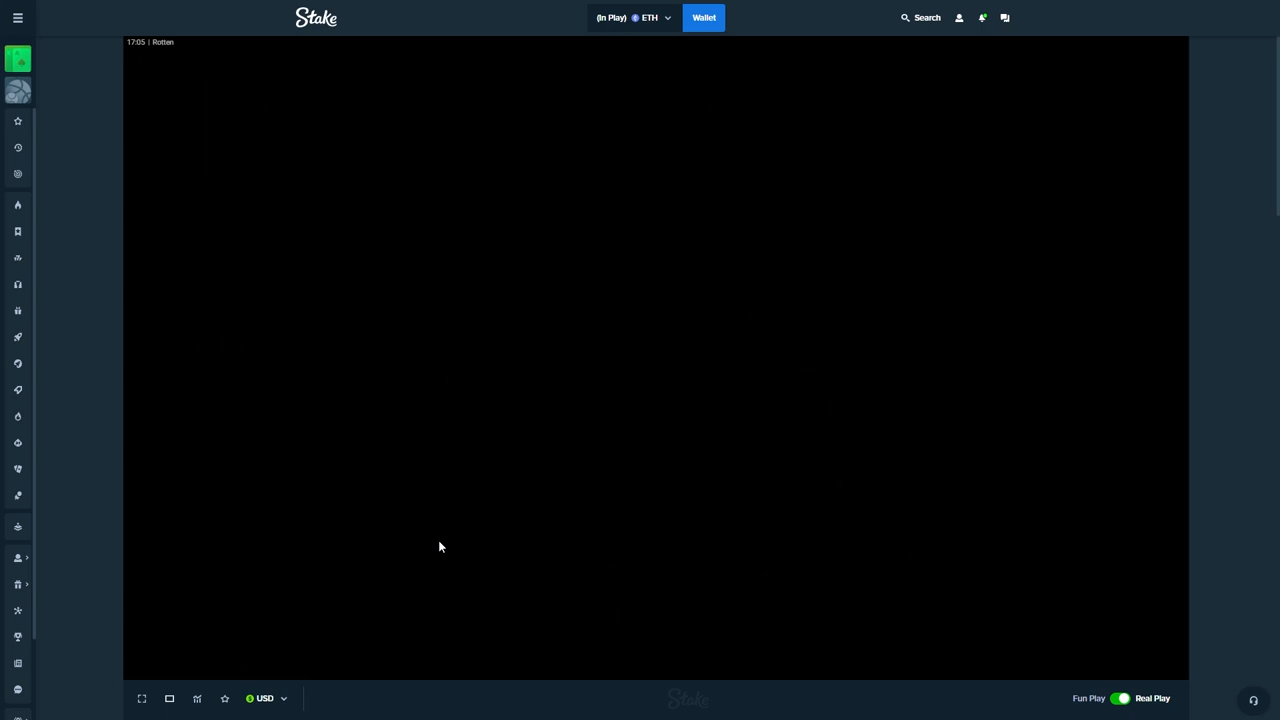 Stake
(In Play) ETH
Wallet
Search
17:05 | Rotten
USD
Stake
Fun Play
Real Play